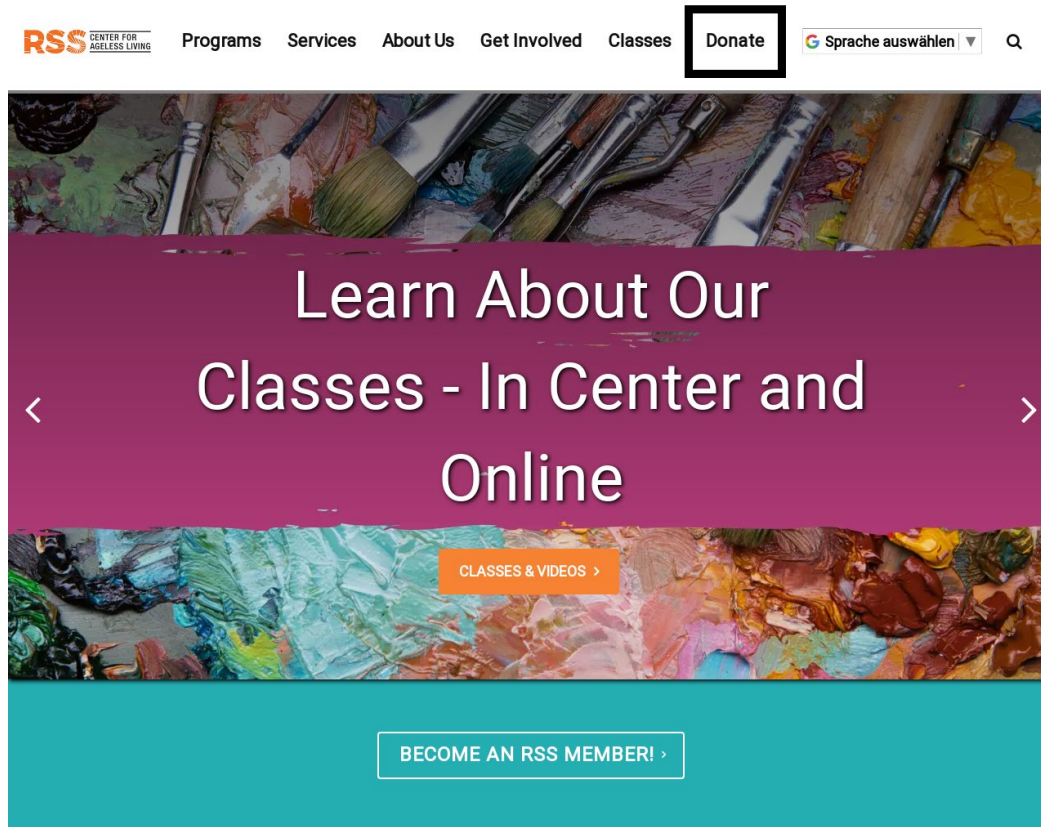 RSS CENTER FOR AGELESS LIVING
Programs Services About Us Get Involved Classes Donate Sprache auswählen ▼
Learn About Our
Classes - In Center and
Online
CLASSES & VIDEOS >
BECOME AN RSS MEMBER! >